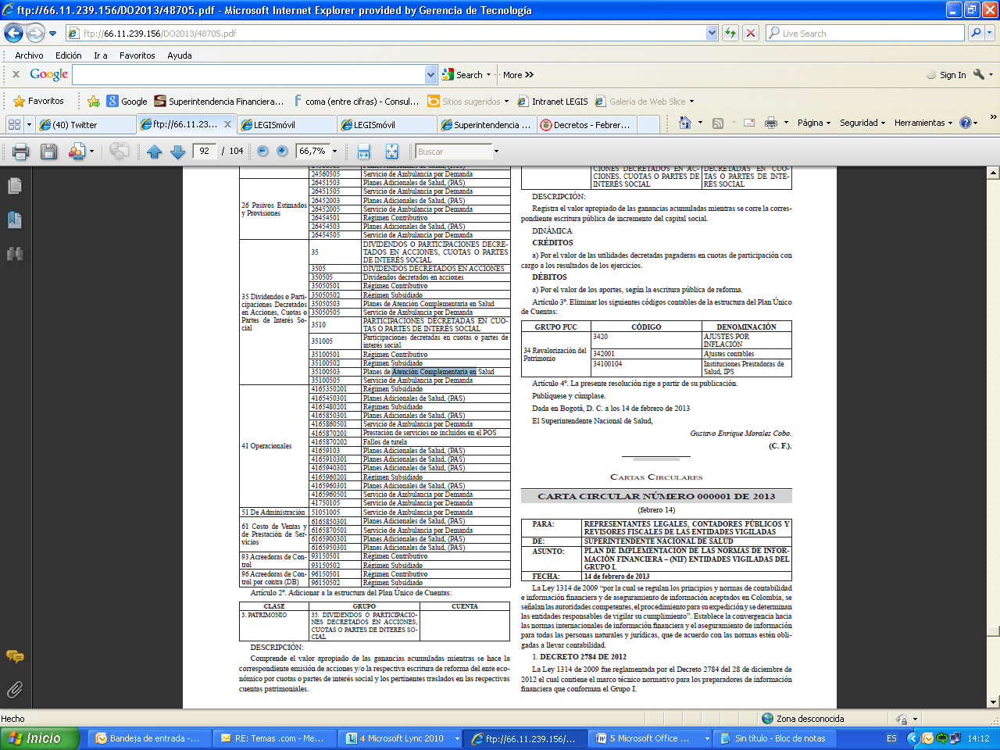 ftp://66.11.239.156/DO2013/48705.pdf - Microsoft Internet Explorer provided by Gerencia de Tecnología
ftp://66.11.239.156/DO2013/48705.pdf
Live Search
Archivo Edición Ir a Favoritos Ayuda
Google Search More » Sign In
Favoritos Google Superintendencia Financiera... coma (entre cifras) - Consul... Sitios sugeridos Intranet LEGIS Galería de Web Slice
(40) Twitter ftp://66.11.23... LEGISmóvil LEGISmóvil Superintendencia ... Decretos - Febrer... Página Seguridad Herramientas
92 / 104 66,7% Buscar
24560505 Servicio de Ambulancia por Demanda
26 Pasivos Estimados y Provisiones
26451503 Planes Adicionales de Salud, (PAS)
26451505 Servicio de Ambulancia por Demanda
26452003 Planes Adicionales de Salud, (PAS)
26452005 Servicio de Ambulancia por Demanda
26454501 Régimen Contributivo
26454503 Planes Adicionales de Salud, (PAS)
26454505 Servicio de Ambulancia por Demanda
35 Dividendos o Parti-
cipaciones Decretados
en Acciones, Cuotas o
Partes de Interés So-
cial
35 DIVIDENDOS O PARTICIPACIONES DECRE-
TADOS EN ACCIONES, CUOTAS O PARTES
DE INTERÉS SOCIAL
3505 DIVIDENDOS DECRETADOS EN ACCIONES
350505 Dividendos decretados en acciones
35050501 Régimen Contributivo
35050502 Régimen Subsidiado
35050503 Planes de Atención Complementaria en Salud
35050505 Servicio de Ambulancia por Demanda
3510 PARTICIPACIONES DECRETADAS EN CUO-
TAS O PARTES DE INTERÉS SOCIAL
351005 Participaciones decretadas en cuotas o partes de
interés social
35100501 Régimen Contributivo
35100502 Régimen Subsidiado
35100503 Planes de Atención Complementaria en Salud
35100505 Servicio de Ambulancia por Demanda
41 Operacionales
4165350201 Régimen Subsidiado
4165450301 Planes Adicionales de Salud, (PAS)
4165480201 Régimen Subsidiado
4165850301 Planes Adicionales de Salud, (PAS)
4165860501 Servicio de Ambulancia por Demanda
4165870201 Prestación de servicios no incluidos en el POS
4165870202 Fallos de tutela
41659103 Planes Adicionales de Salud, (PAS)
4165910301 Planes Adicionales de Salud, (PAS)
4165940301 Planes Adicionales de Salud, (PAS)
4165960201 Régimen Subsidiado
4165960301 Planes Adicionales de Salud, (PAS)
4165960501 Servicio de Ambulancia por Demanda
41750105 Servicio de Ambulancia por Demanda
51 De Administración 51051005 Servicio de Ambulancia por Demanda
61 Costo de Ventas y
de Prestación de Ser-
vicios
6165850301 Planes Adicionales de Salud, (PAS)
6165870501 Servicio de Ambulancia por Demanda
6165900301 Planes Adicionales de Salud, (PAS)
6165950301 Planes Adicionales de Salud, (PAS)
93 Acreedoras de Con-
trol
93150501 Régimen Contributivo
93150502 Régimen Subsidiado
96 Acreedoras de Con-
trol por contra (DB)
96150501 Régimen Contributivo
96150502 Régimen Subsidiado
Artículo 2°. Adicionar a la estructura del Plan Único de Cuentas:
CLASE GRUPO CUENTA
3. PATRIMONIO 35. DIVIDENDOS O PARTICIPACIO-
NES DECRETADOS EN ACCIONES,
CUOTAS O PARTES DE INTERÉS SO-
CIAL
DESCRIPCIÓN:
Comprende el valor apropiado de las ganancias acumuladas mientras se hace la
correspondiente emisión de acciones y/o la respectiva escritura de reforma del ente eco-
nómico por cuotas o partes de interés social y los pertinentes traslados en las respectivas
cuentas patrimoniales.
CIONES DECRETADOS EN AC- DECRETADAS EN CUO-
CIONES, CUOTAS O PARTES DE TAS O PARTES DE INTE-
INTERÉS SOCIAL RÉS SOCIAL
DESCRIPCIÓN:
Registra el valor apropiado de las ganancias acumuladas mientras se corre la corres-
pondiente escritura pública de incremento del capital social.
DINÁMICA
CRÉDITOS
a) Por el valor de las utilidades decretadas pagaderas en cuotas de participación con
cargo a los resultados de los ejercicios.
DÉBITOS
a) Por el valor de los aportes, según la escritura pública de reforma.
Artículo 3°. Eliminar los siguientes códigos contables de la estructura del Plan Único
de Cuentas:
GRUPO PUC CÓDIGO DENOMINACIÓN
34 Revalorización del
Patrimonio
3420 AJUSTES POR
INFLACIÓN
342001 Ajustes contables
34100104 Instituciones Prestadoras de
Salud, IPS
Artículo 4°. La presente resolución rige a partir de su publicación.
Publíquese y cúmplase.
Dada en Bogotá, D. C. a los 14 de febrero de 2013
El Superintendente Nacional de Salud,
Gustavo Enrique Morales Cobo.
(C. F.).
CARTAS CIRCULARES
CARTA CIRCULAR NÚMERO 000001 DE 2013
(febrero 14)
PARA: REPRESENTANTES LEGALES, CONTADORES PÚBLICOS Y
REVISORES FISCALES DE LAS ENTIDADES VIGILADAS
DE: SUPERINTENDENTE NACIONAL DE SALUD
ASUNTO: PLAN DE IMPLEMENTACIÓN DE LAS NORMAS DE INFOR-
MACIÓN FINANCIERA – (NIF) ENTIDADES VIGILADAS DEL
GRUPO I.
FECHA: 14 de febrero de 2013
La Ley 1314 de 2009 “por la cual se regulan los principios y normas de contabilidad
e información financiera y de aseguramiento de información aceptados en Colombia, se
señalan las autoridades competentes, el procedimiento para su expedición y se determinan
las entidades responsables de vigilar su cumplimiento”. Establece la convergencia hacia
las normas internacionales de información financiera y el aseguramiento de información
para todas las personas naturales y jurídicas, que de acuerdo con las normas estén obli-
gadas a llevar contabilidad.
1. DECRETO 2784 DE 2012
La Ley 1314 de 2009 fue reglamentada por el Decreto 2784 del 28 de diciembre de
2012 el cual contiene el marco técnico normativo para los preparadores de información
financiera que conforman el Grupo I.
Hecho Zona desconocida
Inicio Bandeja de entrada -... RE: Temas .com - Me... 4 Microsoft Lync 2010 ftp://66.11.239.156/... 5 Microsoft Office ... Sin título - Bloc de notas ES 14:12